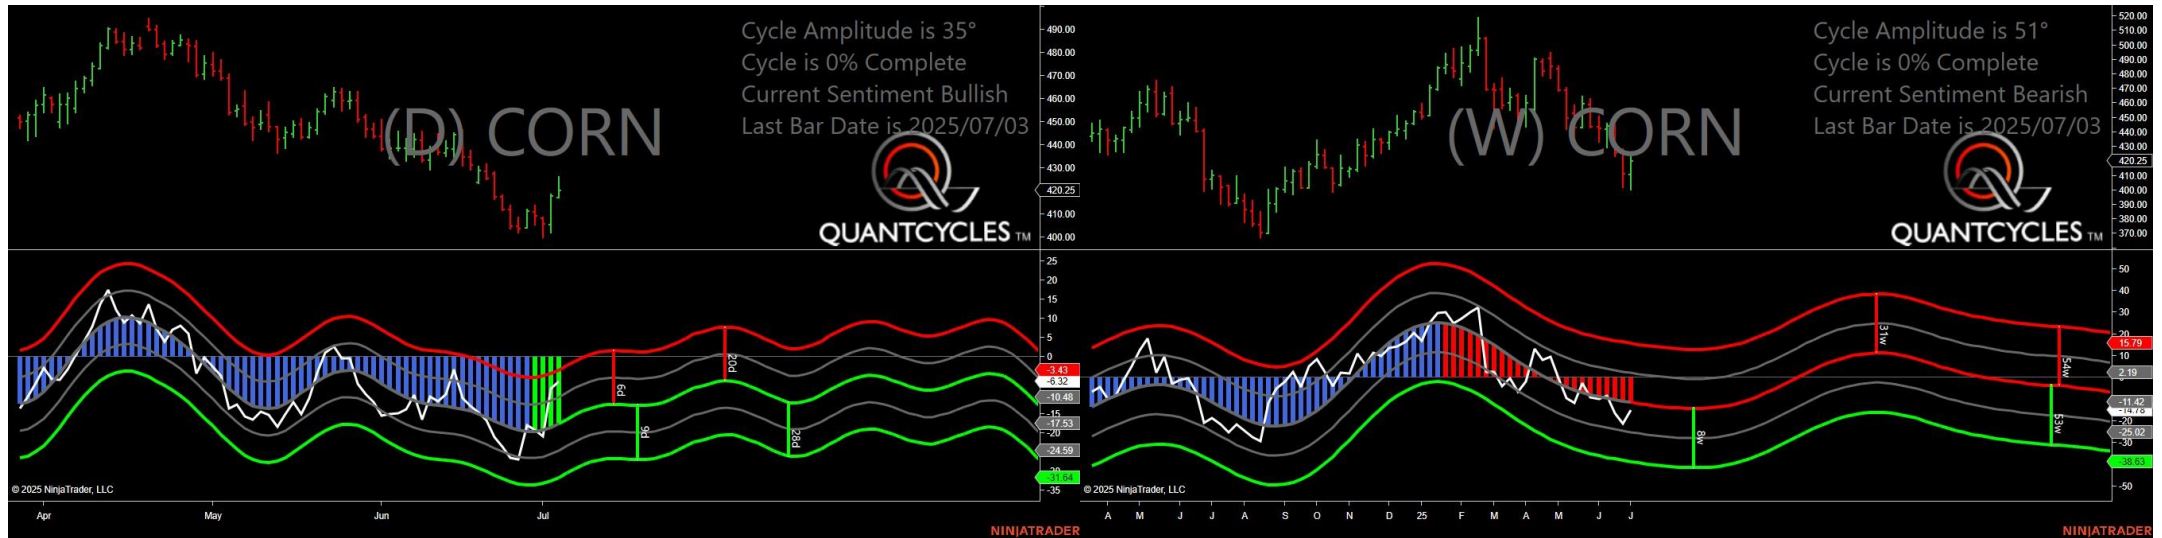 Cycle Amplitude is 35°
Cycle is 0% Complete
Current Sentiment Bullish
Last Bar Date is 2025/07/03
(D) CORN
QUANTCYCLES TM
490.00
480.00
470.00
460.00
450.00
440.00
430.00
420.25
410.00
400.00
25
20
15
10
5
0
-3.43
-6.32
-10.48
-15
-17.53
-20
-24.59
-31.64
-35
6d
9d
20d
28d
© 2025 NinjaTrader, LLC
Apr
May
Jun
Jul
NINJATRADER
Cycle Amplitude is 51°
Cycle is 0% Complete
Current Sentiment Bearish
Last Bar Date is 2025/07/03
(W) CORN
QUANTCYCLES TM
520.00
510.00
500.00
490.00
480.00
470.00
460.00
450.00
440.00
430.00
420.25
410.00
400.00
390.00
380.00
370.00
50
40
30
20
15.79
10
2.19
-11.42
-14.78
-20
-25.02
-30
-38.63
-50
8w
31w
54w
53w
© 2025 NinjaTrader, LLC
A M J J A S O N D 25 F M A M J J
NINJATRADER